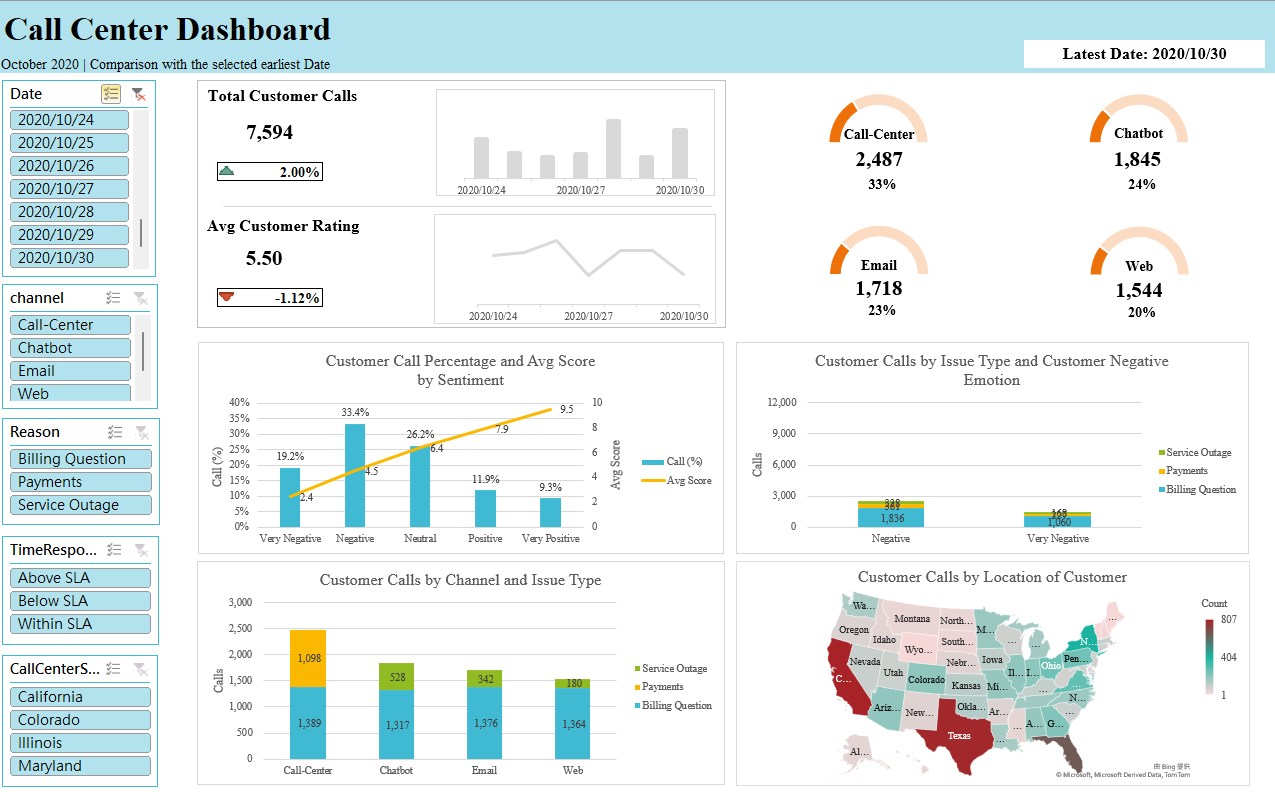 Call Center Dashboard
October 2020 | Comparison with the selected earliest Date
Latest Date: 2020/10/30
Date
2020/10/24
2020/10/25
2020/10/26
2020/10/27
2020/10/28
2020/10/29
2020/10/30
channel
Call-Center
Chatbot
Email
Web
Reason
Billing Question
Payments
Service Outage
TimeRespo...
Above SLA
Below SLA
Within SLA
CallCenterS...
California
Colorado
Illinois
Maryland
Total Customer Calls
7,594
2.00%
2020/10/24 2020/10/27 2020/10/30
Avg Customer Rating
5.50
-1.12%
2020/10/24 2020/10/27 2020/10/30
Call-Center
2,487
33%
Chatbot
1,845
24%
Email
1,718
23%
Web
1,544
20%
Customer Call Percentage and Avg Score
by Sentiment
Call (%)
40%
35%
30%
25%
20%
15%
10%
5%
0%
19.2%
33.4%
26.2%
11.9%
9.3%
2.4
4.5
6.4
7.9
9.5
10
8
6
4
2
0
Avg Score
Very Negative Negative Neutral Positive Very Positive
Call (%)
Avg Score
Customer Calls by Issue Type and Customer Negative
Emotion
Calls
12,000
9,000
6,000
3,000
0
1,836
1,060
Negative Very Negative
Service Outage
Payments
Billing Question
Customer Calls by Channel and Issue Type
Calls
3,000
2,500
2,000
1,500
1,000
500
0
1,098
528
342
180
1,389
1,317
1,376
1,364
Call-Center Chatbot Email Web
Service Outage
Payments
Billing Question
Customer Calls by Location of Customer
Wa...
Oregon
Idaho
Montana
North...
South...
Wyo...
Nebr...
M...
Iowa
Nevada
Utah
Colorado
Kansas
Mi...
Il...
I...
Ohio
Pen...
N...
C...
Ariz...
New...
Okla...
Ar...
N...
Texas
A...
G...
Al...
Count
807
404
1
由 Bing 提供
© Microsoft, Microsoft Derived Data, TomTom